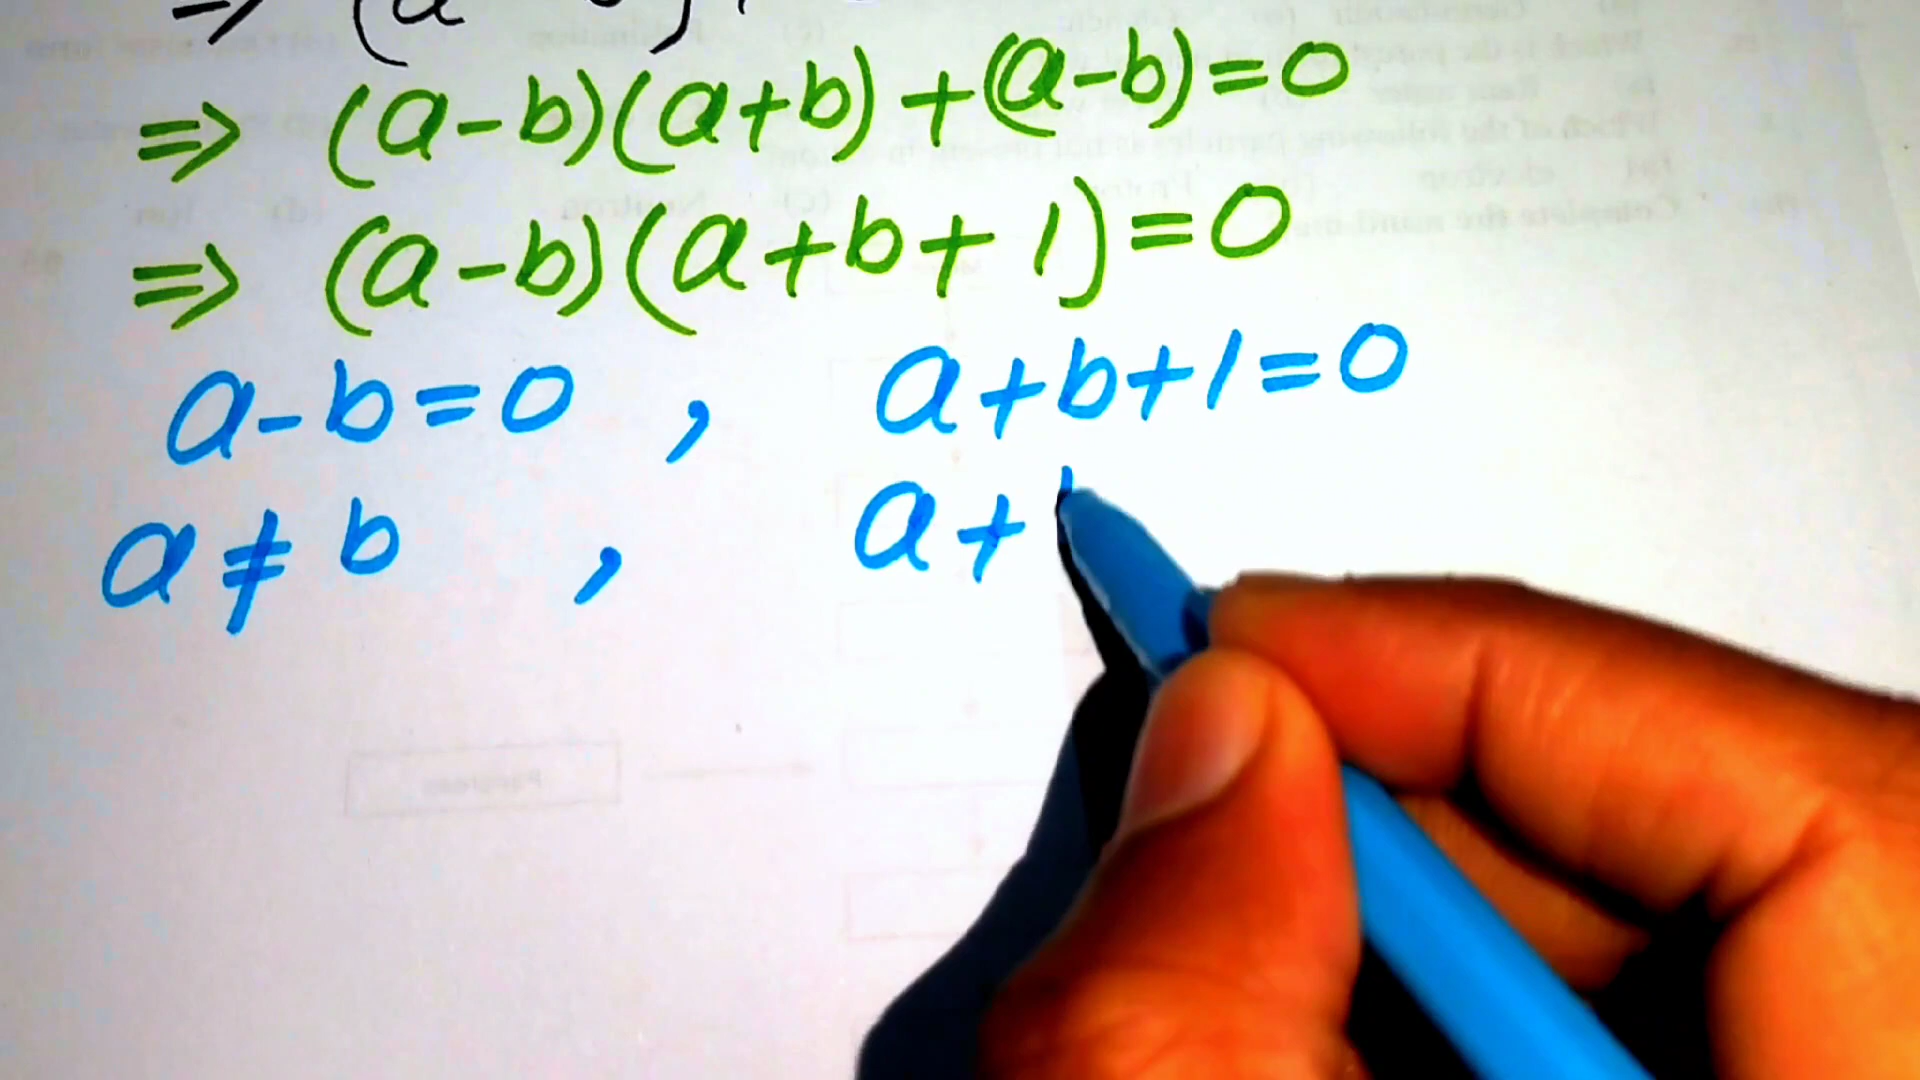 ⇒ (a-b)(a+b)+(a-b)=0
⇒ (a-b)(a+b+1)=0
a-b=0 , a+b+1=0
a≠b , a+